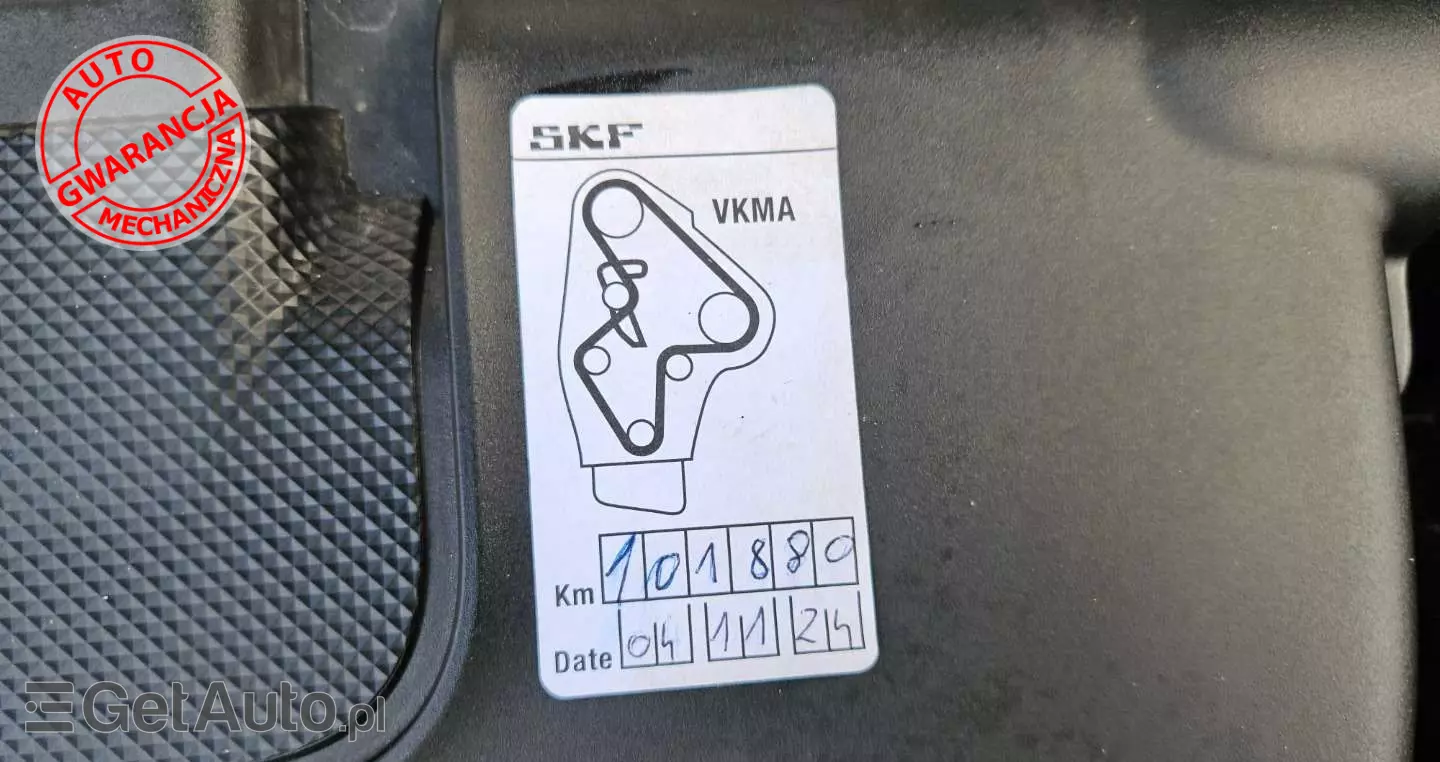 AUTO
GWARANCJA
MECHANICZNA
SKF
VKMA
Km 101880
Date 04 11 24
GetAuto.pl